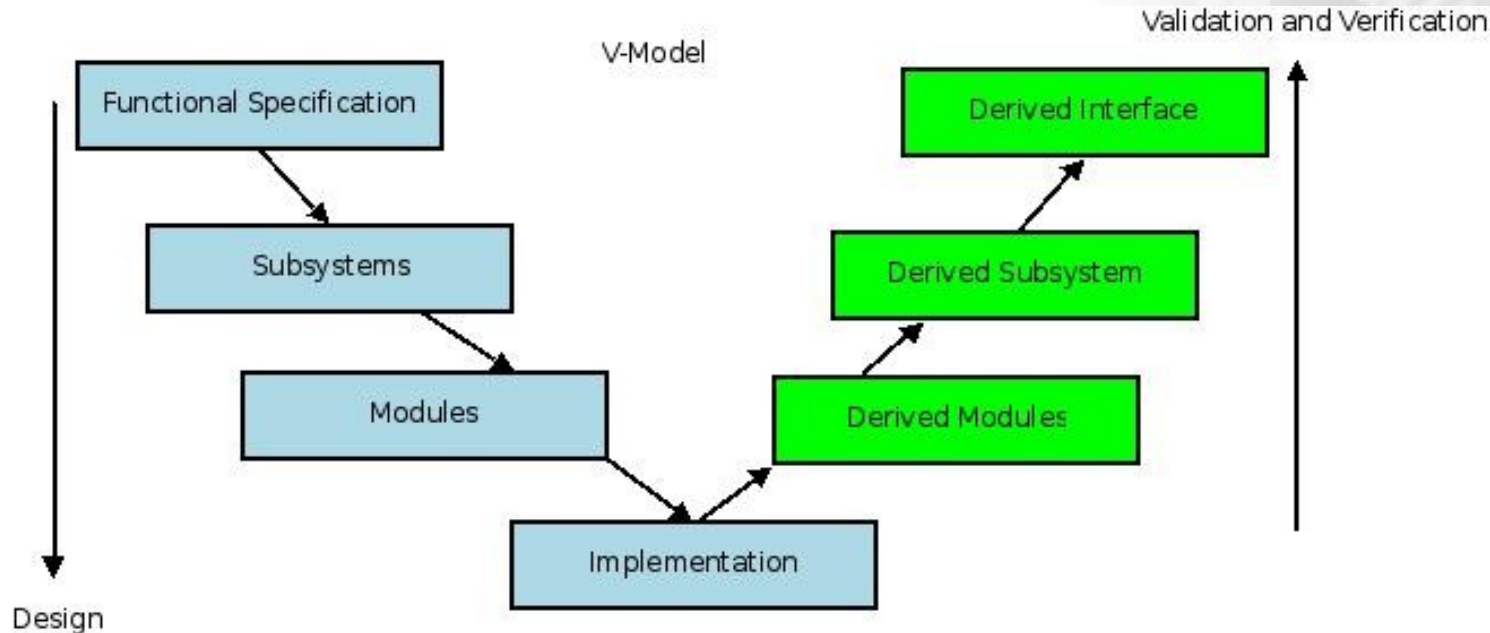 Validation and Verification
V-Model
Functional Specification
Derived Interface
Subsystems
Derived Subsystem
Modules
Derived Modules
Implementation
Design